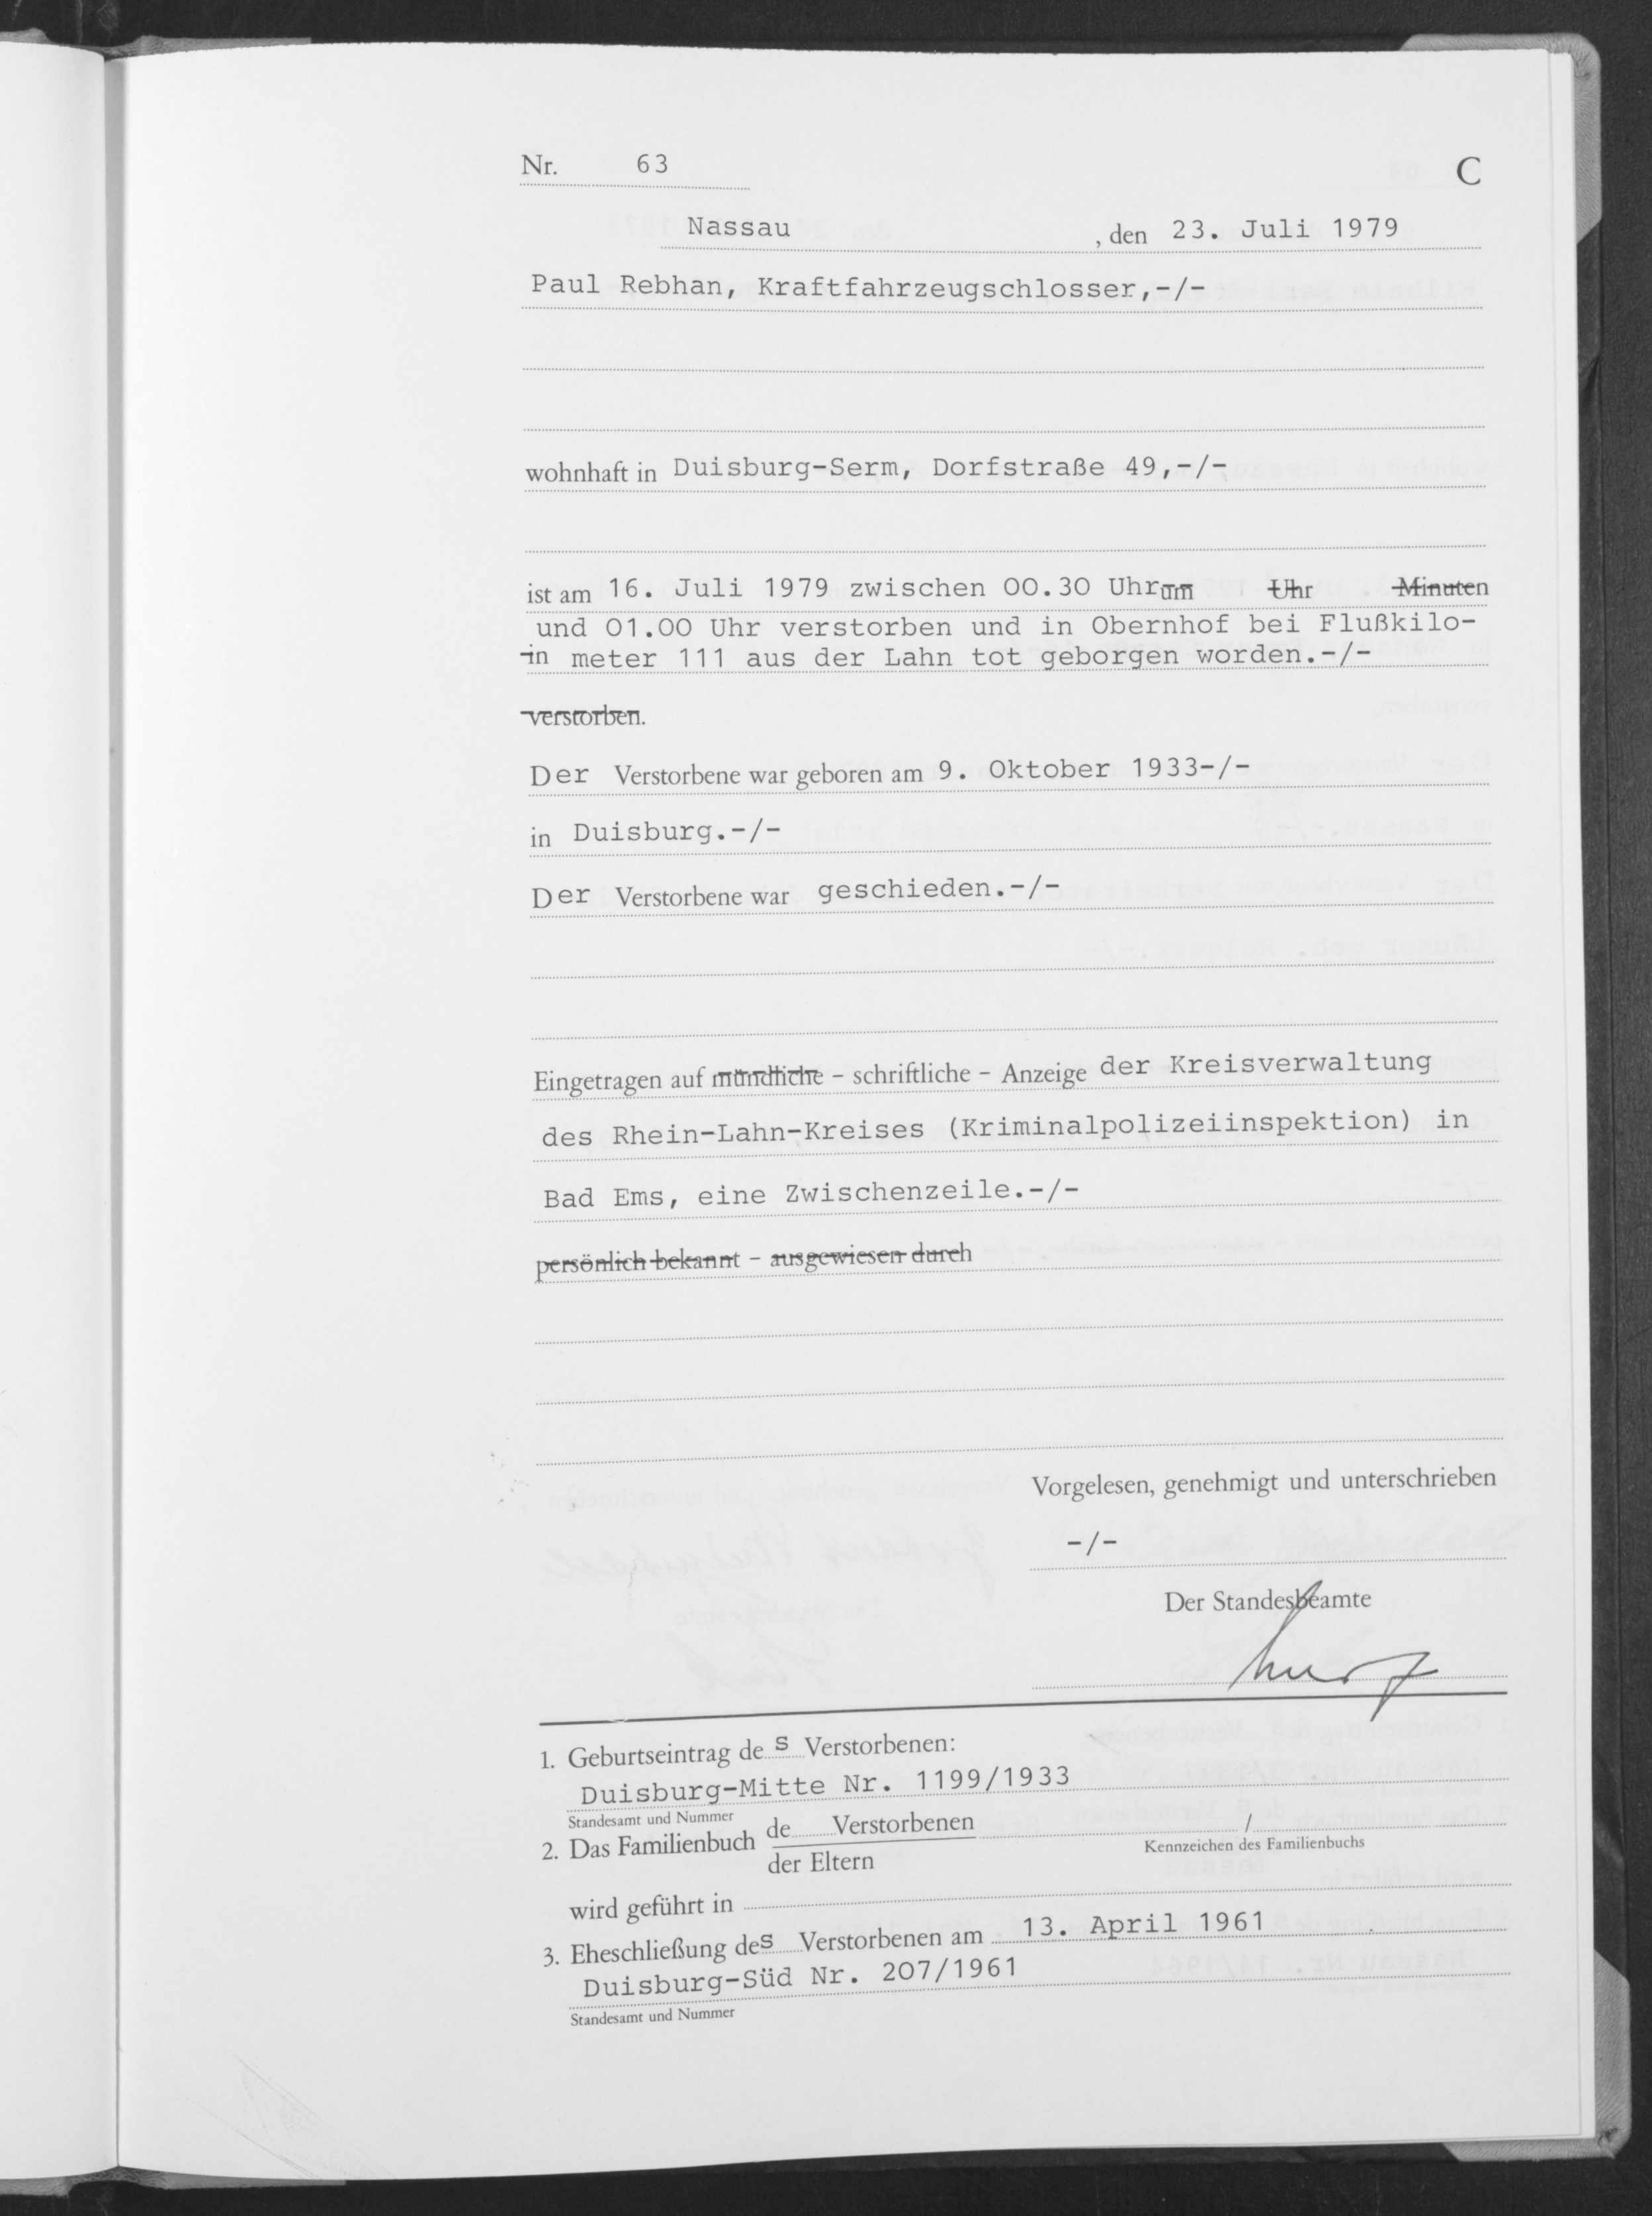 Nr. 63 C
Nassau , den 23. Juli 1979
Paul Rebhan, Kraftfahrzeugschlosser,-/-
wohnhaft in Duisburg-Serm, Dorfstraße 49,-/-
ist am 16. Juli 1979 zwischen 00.30 Uhr um Uhr Minuten
und 01.00 Uhr verstorben und in Obernhof bei Flußkilo-
in meter 111 aus der Lahn tot geborgen worden.-/-
verstorben.
Der Verstorbene war geboren am 9. Oktober 1933-/-
in Duisburg.-/-
Der Verstorbene war geschieden.-/-
Eingetragen auf mündliche - schriftliche - Anzeige der Kreisverwaltung
des Rhein-Lahn-Kreises (Kriminalpolizeiinspektion) in
Bad Ems, eine Zwischenzeile.-/-
persönlich bekannt - ausgewiesen durch
Vorgelesen, genehmigt und unterschrieben
-/-
Der Standesbeamte
1. Geburtseintrag des Verstorbenen:
Duisburg-Mitte Nr. 1199/1933
Standesamt und Nummer
2. Das Familienbuch de Verstorbenen /
der Eltern Kennzeichen des Familienbuchs
wird geführt in
3. Eheschließung des Verstorbenen am 13. April 1961
Duisburg-Süd Nr. 207/1961
Standesamt und Nummer